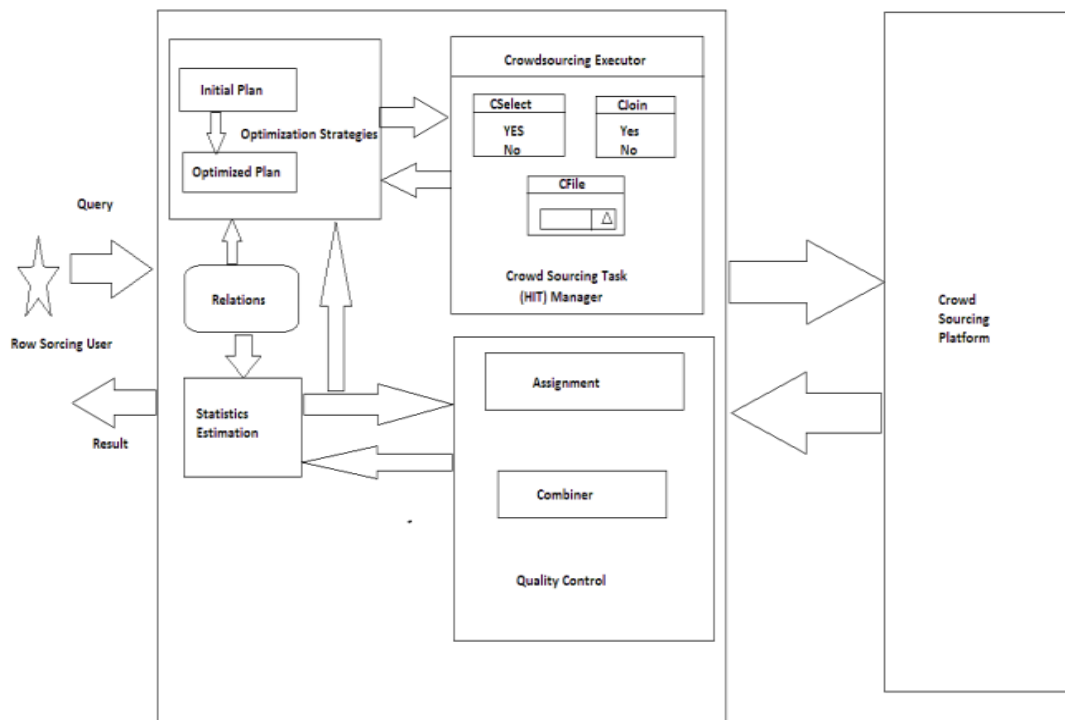 Query
Row Sorcing User
Result
Initial Plan
Optimization Strategies
Optimized Plan
Relations
Statistics
Estimation
Crowdsourcing Executor
CSelect
YES
No
CJoin
Yes
No
CFile
Crowd Sourcing Task
(HIT) Manager
Assignment
Combiner
Quality Control
Crowd
Sourcing
Platform